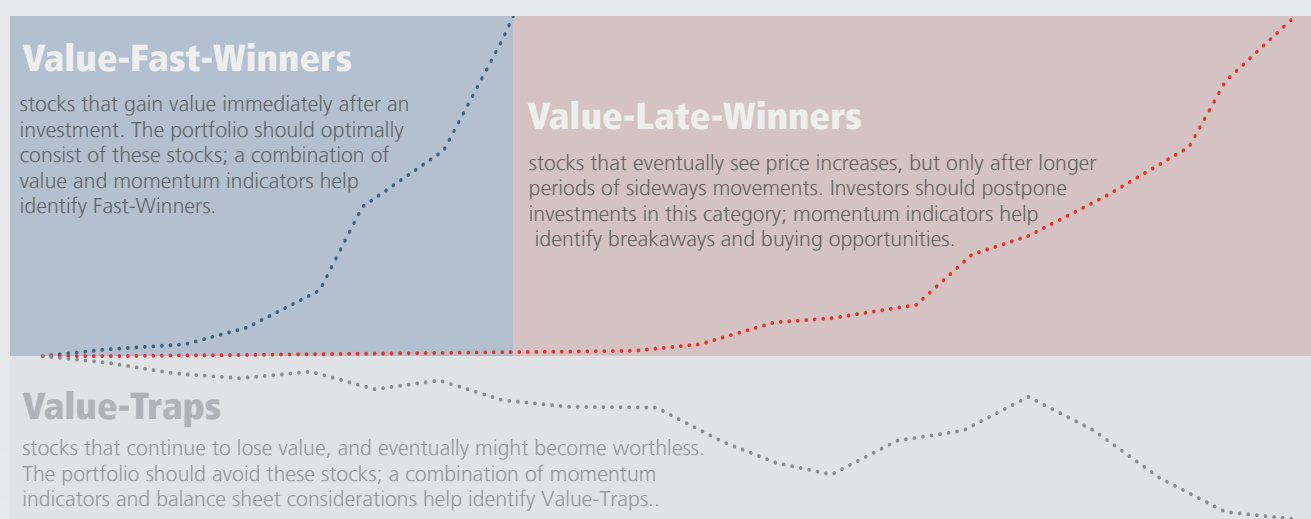 Value-Fast-Winners
stocks that gain value immediately after an
investment. The portfolio should optimally
consist of these stocks; a combination of
value and momentum indicators help
identify Fast-Winners.
Value-Late-Winners
stocks that eventually see price increases, but only after longer
periods of sideways movements. Investors should postpone
investments in this category; momentum indicators help
identify breakaways and buying opportunities.
Value-Traps
stocks that continue to lose value, and eventually might become worthless.
The portfolio should avoid these stocks; a combination of momentum
indicators and balance sheet considerations help identify Value-Traps..